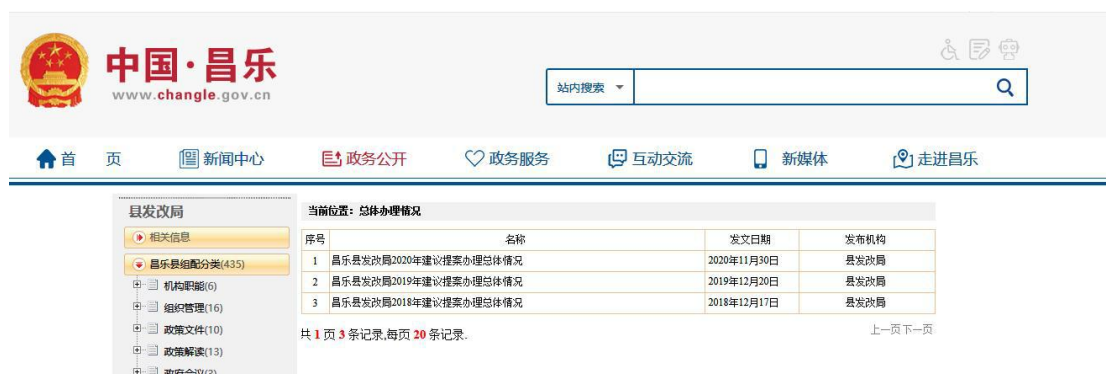 中国·昌乐
www.changle.gov.cn
站内搜索
首 页 新闻中心 政务公开 政务服务 互动交流 新媒体 走进昌乐
县发改局
相关信息
昌乐县组配分类(435)
机构职能(6)
组织管理(16)
政策文件(10)
政策解读(13)
政府会议(3)
当前位置：总体办理情况
序号 名称 发文日期 发布机构
1 昌乐县发改局2020年建议提案办理总体情况 2020年11月30日 县发改局
2 昌乐县发改局2019年建议提案办理总体情况 2019年12月20日 县发改局
3 昌乐县发改局2018年建议提案办理总体情况 2018年12月17日 县发改局
共 1 页 3 条记录,每页 20 条记录. 上一页下一页